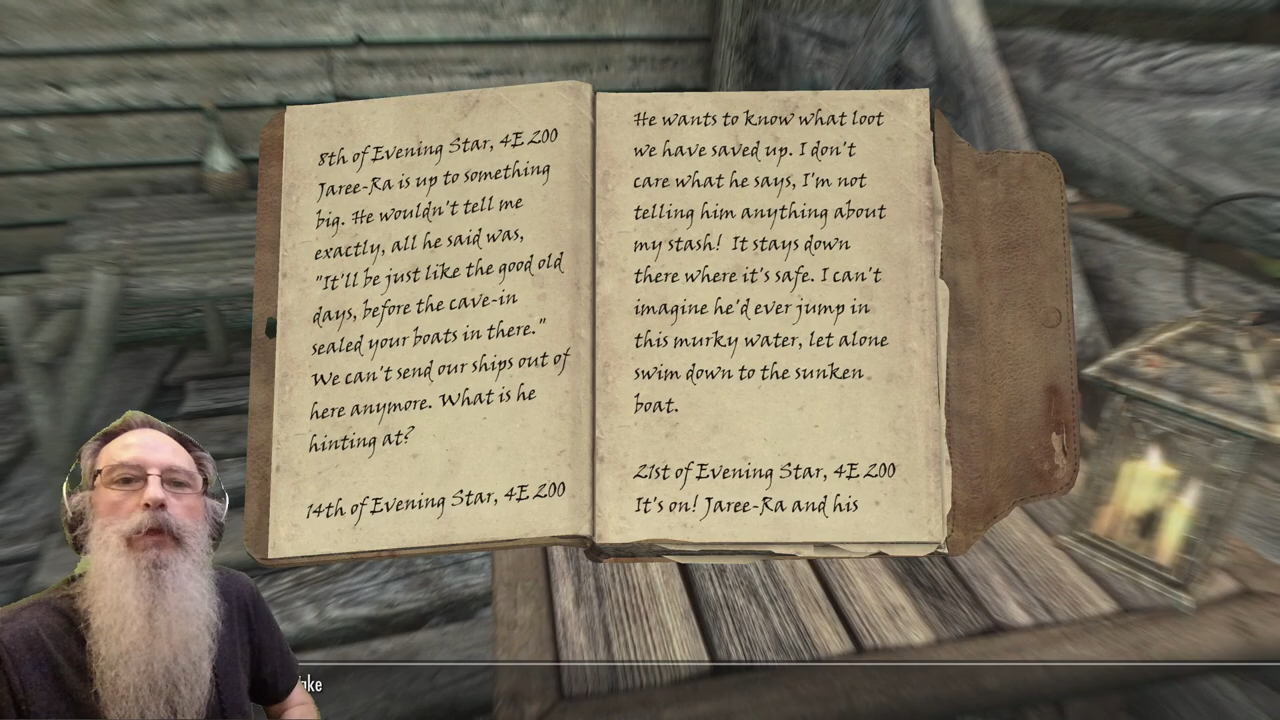 8th of Evening Star, 4E 200
Jaree-Ra is up to something
big. He wouldn't tell me
exactly, all he said was,
"It'll be just like the good old
days, before the cave-in
sealed your boats in there."
We can't send our ships out of
here anymore. What is he
hinting at?
14th of Evening Star, 4E 200
He wants to know what loot
we have saved up. I don't
care what he says, I'm not
telling him anything about
my stash! It stays down
there where it's safe. I can't
imagine he'd ever jump in
this murky water, let alone
swim down to the sunken
boat.
21st of Evening Star, 4E 200
It's on! Jaree-Ra and his